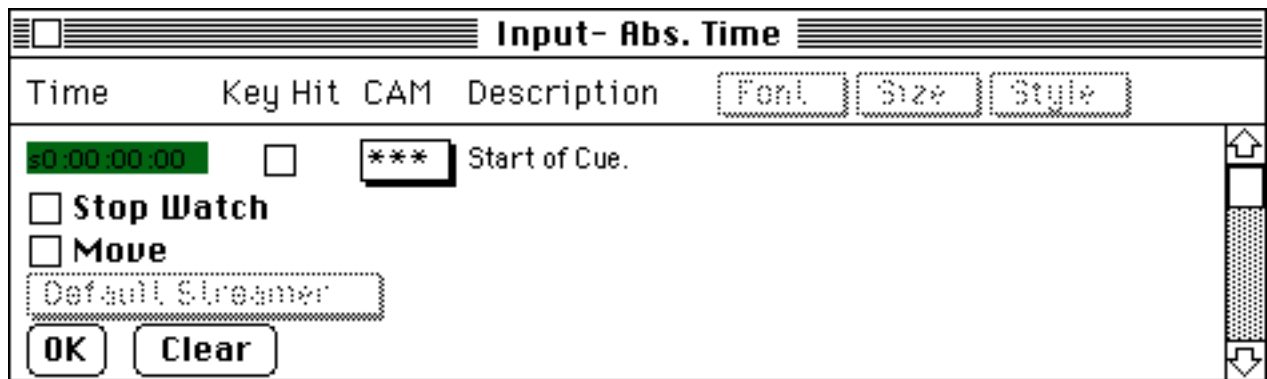 Input- Abs. Time
Time Key Hit CAM Description Font Size Style
s0:00:00:00 *** Start of Cue.
Stop Watch
Move
Default Streamer
OK Clear